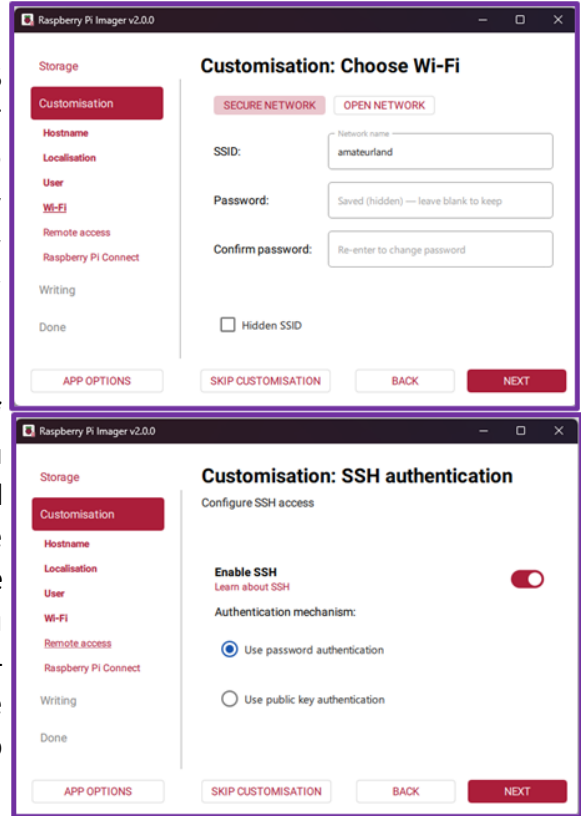 Raspberry Pi Imager v2.0.0
Storage
Customisation
Hostname
Localisation
User
Wi-Fi
Remote access
Raspberry Pi Connect
Writing
Done
APP OPTIONS
Customisation: Choose Wi-Fi
SECURE NETWORK OPEN NETWORK
Network name
SSID: amateurland
Password: Saved (hidden) — leave blank to keep
Confirm password: Re-enter to change password
Hidden SSID
SKIP CUSTOMISATION BACK NEXT
Raspberry Pi Imager v2.0.0
Storage
Customisation
Hostname
Localisation
User
Wi-Fi
Remote access
Raspberry Pi Connect
Writing
Done
APP OPTIONS
Customisation: SSH authentication
Configure SSH access
Enable SSH
Learn about SSH
Authentication mechanism:
Use password authentication
Use public key authentication
SKIP CUSTOMISATION BACK NEXT